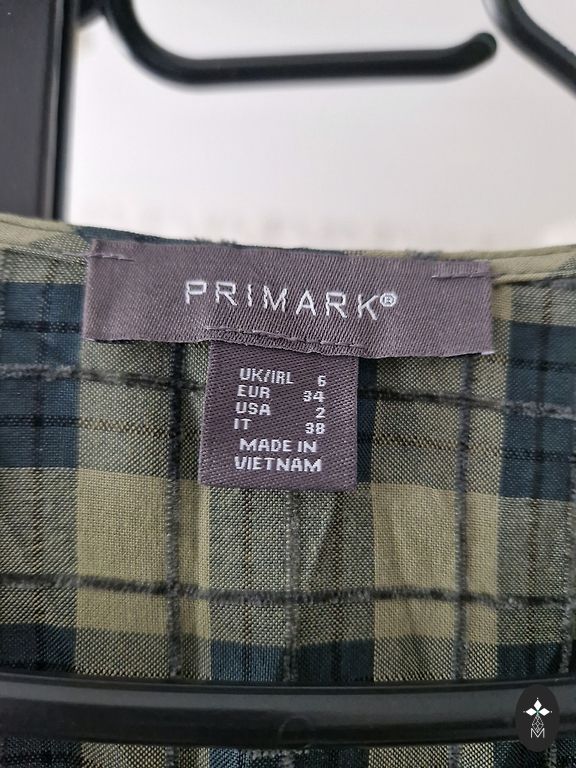 PRIMARK®
UK/IRL 6
EUR 34
USA 2
IT 38
MADE IN
VIETNAM
M